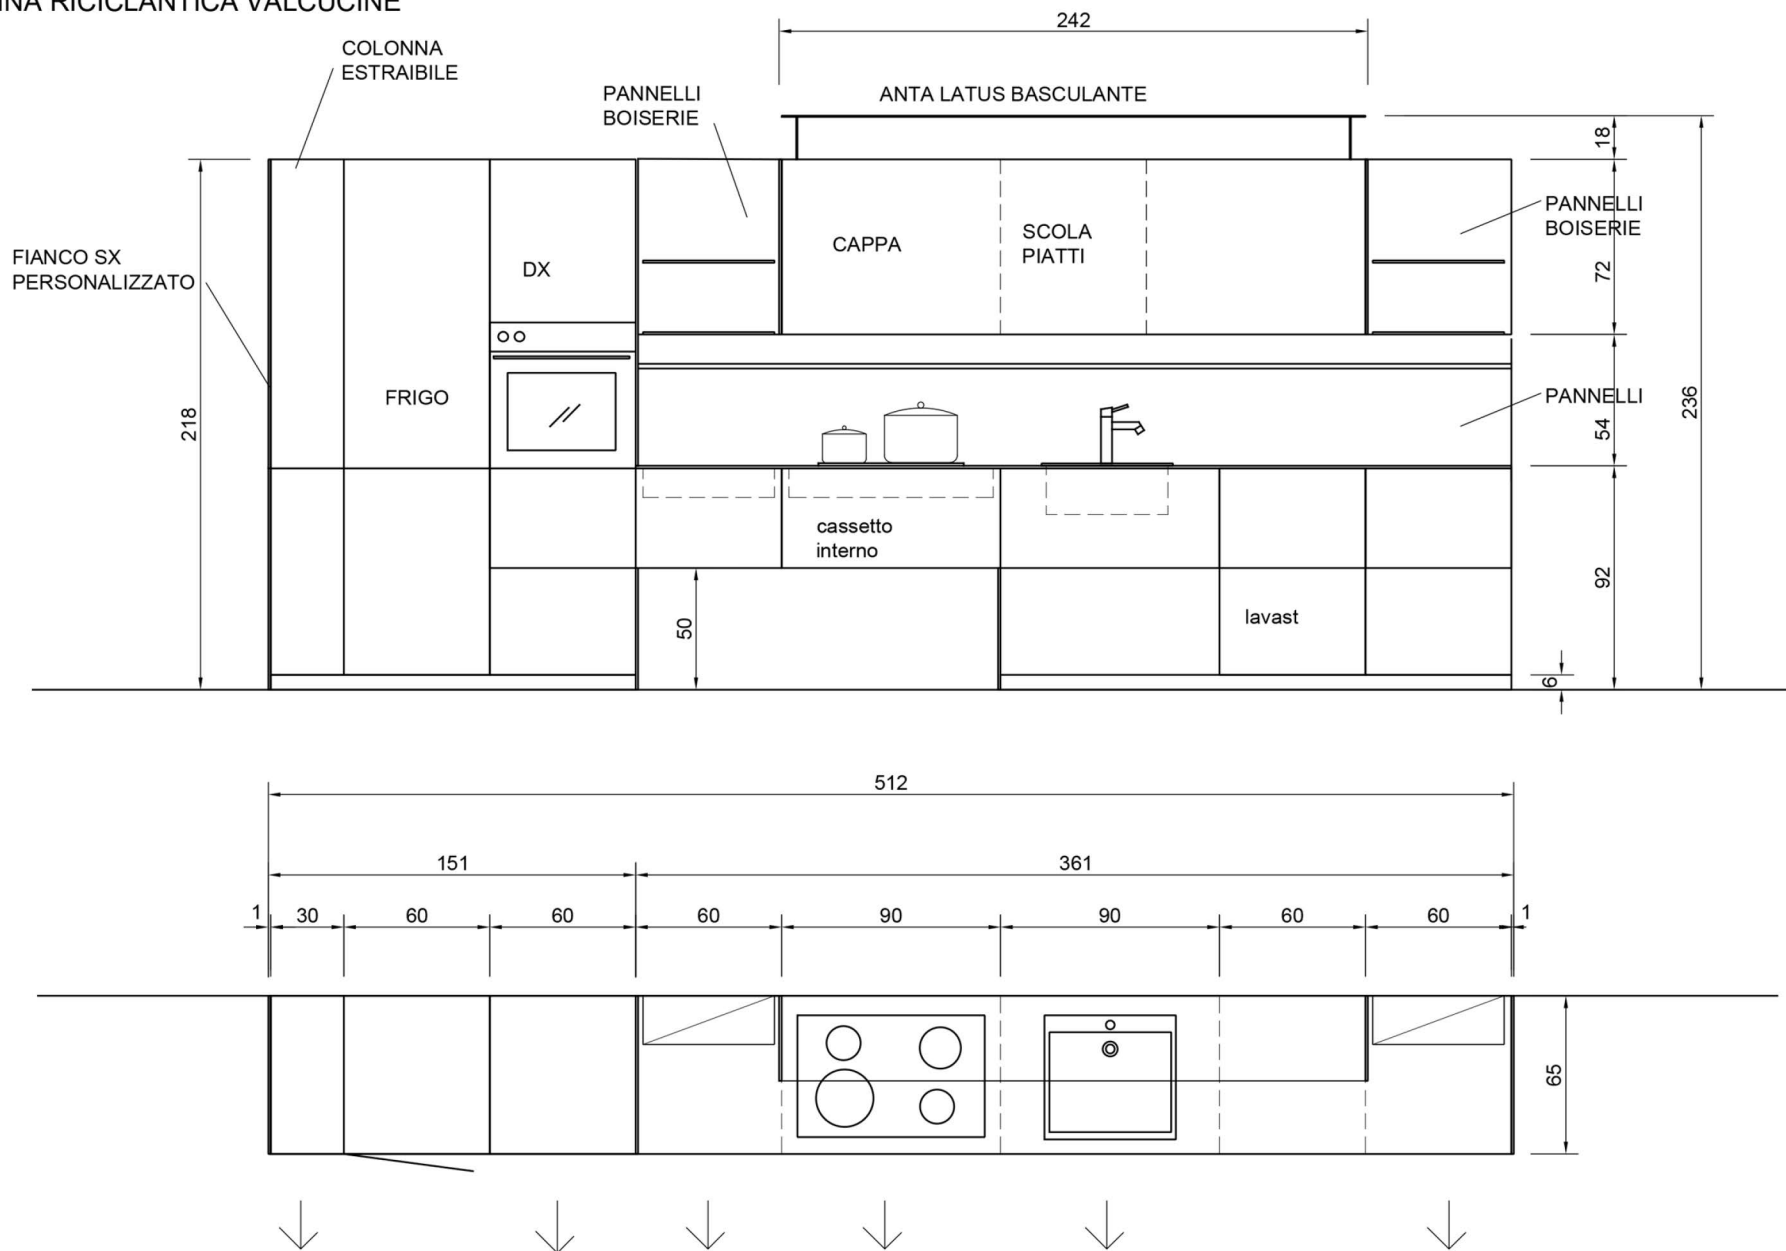 RICICLANTICA VALCUCINE
242
COLONNA
ESTRAIBILE
PANNELLI
BOISERIE
ANTA LATUS BASCULANTE
18
PANNELLI
BOISERIE
CAPPA
SCOLA
PIATTI
FIANCO SX
PERSONALIZZATO
DX
72
FRIGO
PANNELLI
218
54
236
cassetto
interno
92
50
lavast
6
512
151
361
1
30
60
60
60
90
90
60
60
1
65